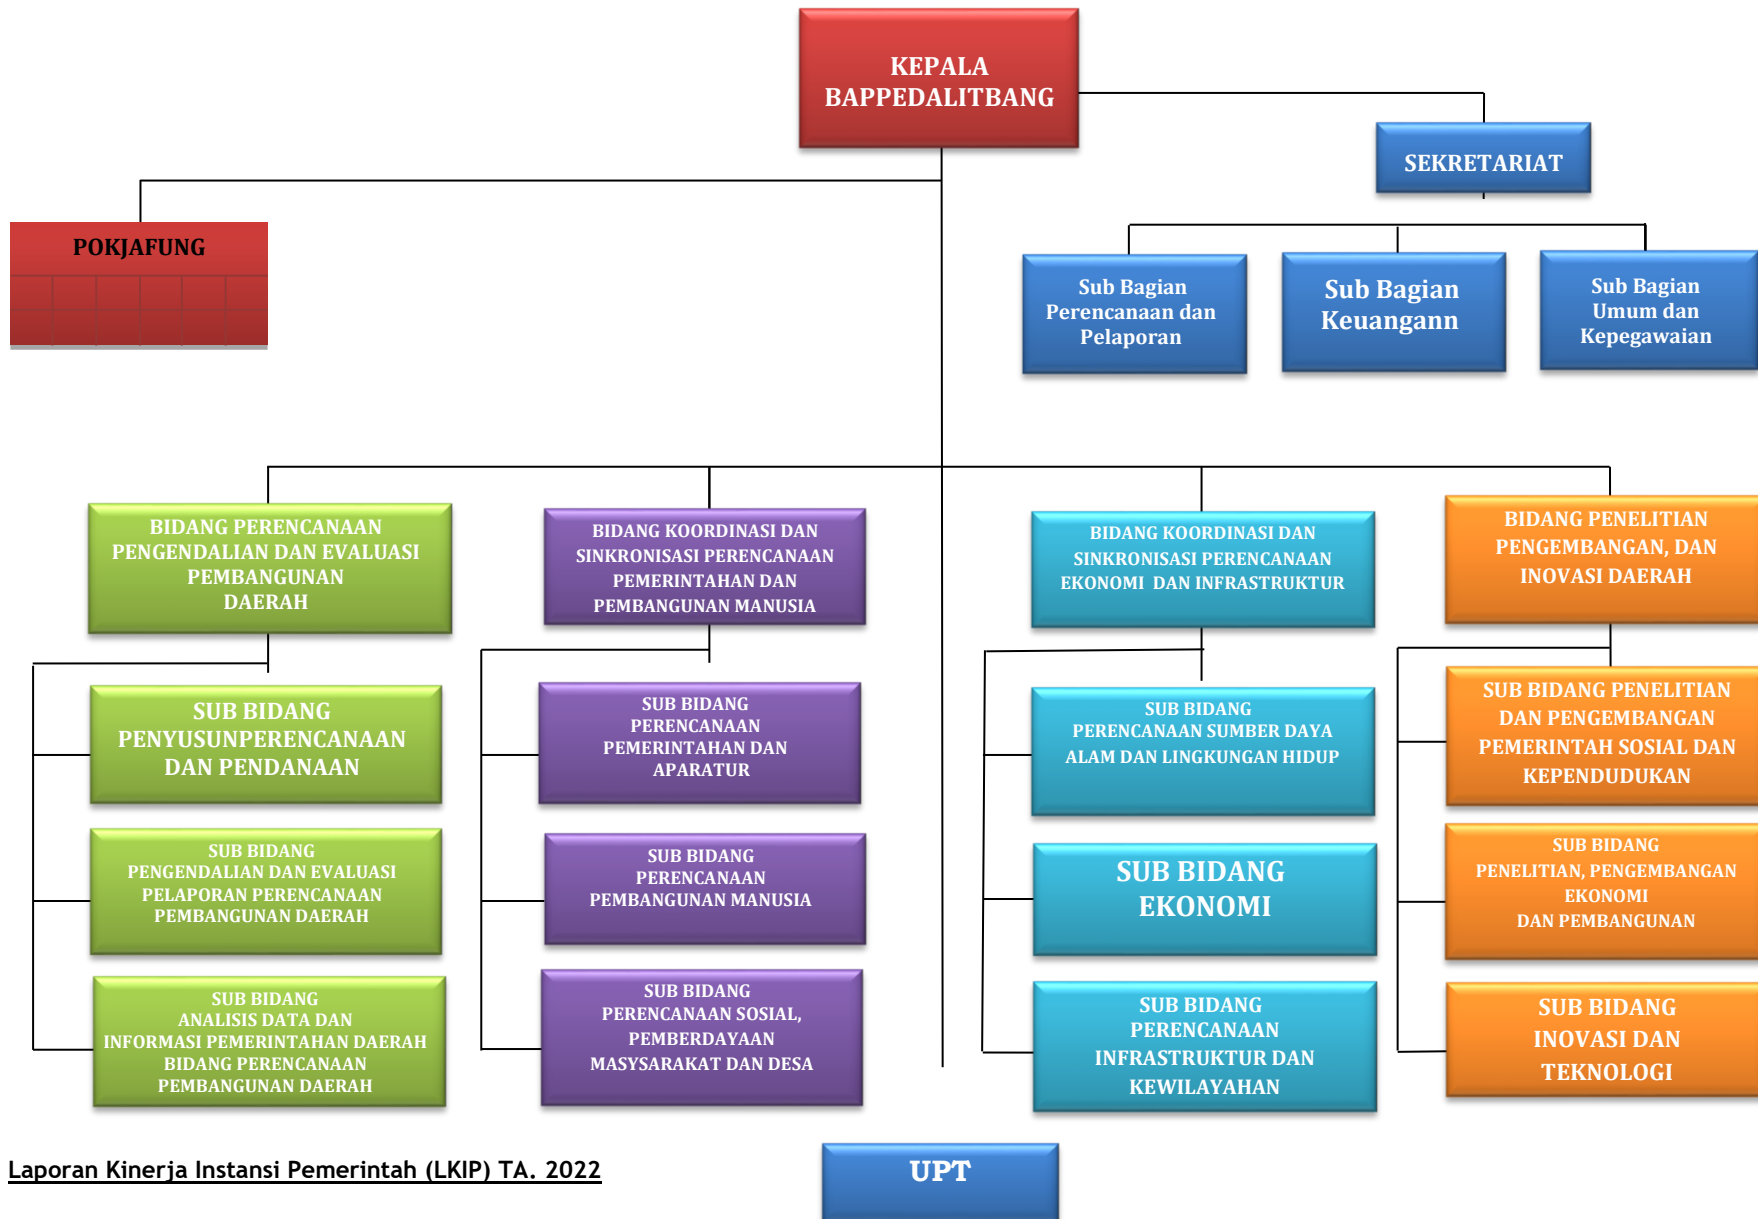 KEPALA
BAPPEDALITBANG
SEKRETARIAT
POKJAFUNG
Sub Bagian
Perencanaan dan
Pelaporan
Sub Bagian
Keuangann
Sub Bagian
Umum dan
Kepegawaian
BIDANG PERENCANAAN
PENGENDALIAN DAN EVALUASI
PEMBANGUNAN
DAERAH
BIDANG KOORDINASI DAN
SINKRONISASI PERENCANAAN
PEMERINTAHAN DAN
PEMBANGUNAN MANUSIA
BIDANG KOORDINASI DAN
SINKRONISASI PERENCANAAN
EKONOMI DAN INFRASTRUKTUR
BIDANG PENELITIAN
PENGEMBANGAN, DAN
INOVASI DAERAH
SUB BIDANG
PENYUSUNPERENCANAAN
DAN PENDANAAN
SUB BIDANG
PERENCANAAN
PEMERINTAHAN DAN
APARATUR
SUB BIDANG
PERENCANAAN SUMBER DAYA
ALAM DAN LINGKUNGAN HIDUP
SUB BIDANG PENELITIAN
DAN PENGEMBANGAN
PEMERINTAH SOSIAL DAN
KEPENDUDUKAN
SUB BIDANG
PENGENDALIAN DAN EVALUASI
PELAPORAN PERENCANAAN
PEMBANGUNAN DAERAH
SUB BIDANG
PERENCANAAN
PEMBANGUNAN MANUSIA
SUB BIDANG
EKONOMI
SUB BIDANG
PENELITIAN, PENGEMBANGAN
EKONOMI
DAN PEMBANGUNAN
SUB BIDANG
ANALISIS DATA DAN
INFORMASI PEMERINTAHAN DAERAH
BIDANG PERENCANAAN
PEMBANGUNAN DAERAH
SUB BIDANG
PERENCANAAN SOSIAL,
PEMBERDAYAAN
MASYSARAKAT DAN DESA
SUB BIDANG
PERENCANAAN
INFRASTRUKTUR DAN
KEWILAYAHAN
SUB BIDANG
INOVASI DAN
TEKNOLOGI
Laporan Kinerja Instansi Pemerintah (LKIP) TA. 2022
UPT